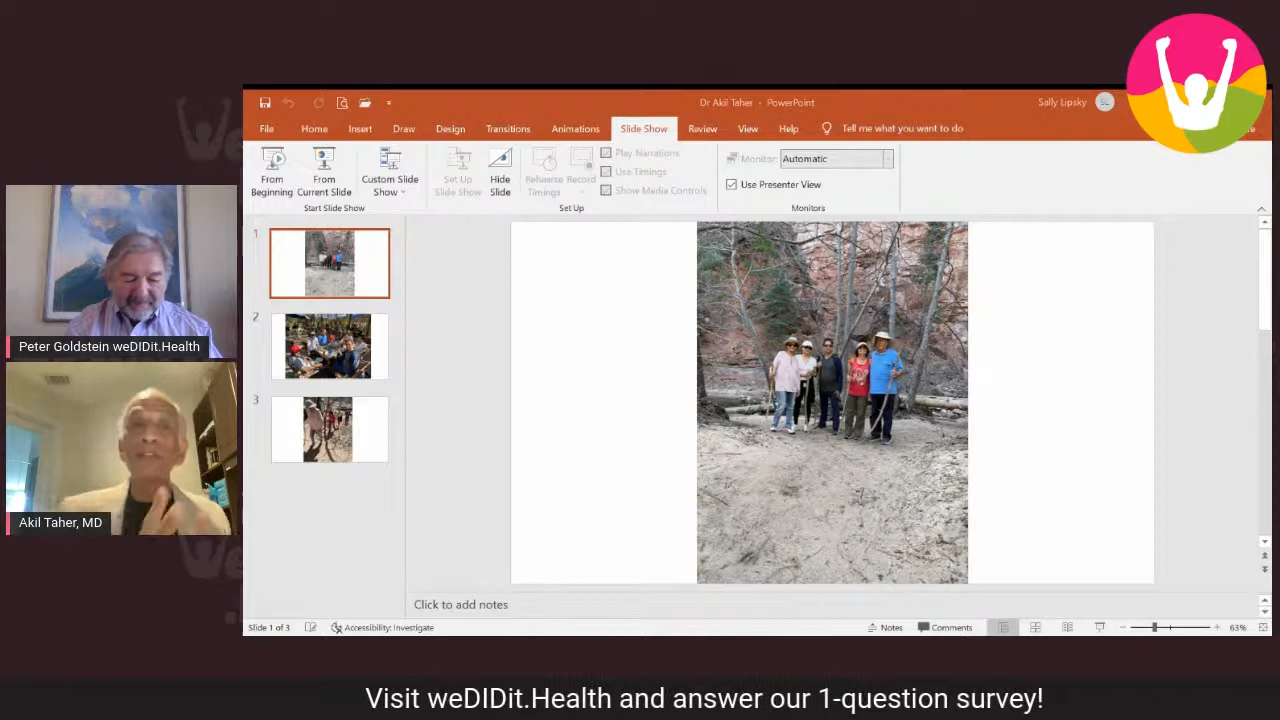 Dr Akil Taher - PowerPoint
Sally Lipsky SL
File Home Insert Draw Design Transitions Animations Slide Show Review View Help Tell me what you want to do
From Beginning
From Current Slide
Custom Slide Show
Set Up Slide Show
Hide Slide
Rehearse Timings
Record
Play Narrations
Use Timings
Show Media Controls
Monitor: Automatic
Use Presenter View
Start Slide Show Set Up Monitors
1
2
3
Peter Goldstein weDIDit.Health
Akil Taher, MD
Click to add notes
Slide 1 of 3 Accessibility: Investigate Notes Comments 63%
Visit weDIDit.Health and answer our 1-question survey!